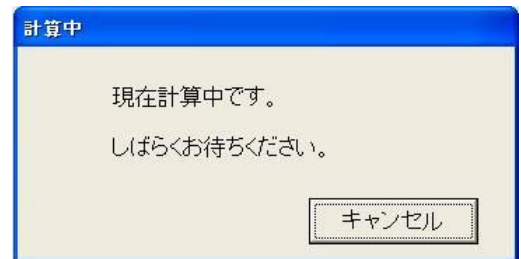 計算中
現在計算中です。
しばらくお待ちください。
キャンセル